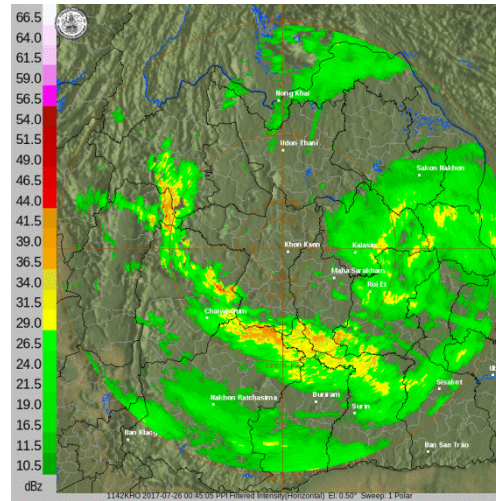 66.5
64.0
61.5
59.0
56.5
54.0
51.5
49.0
46.5
44.0
41.5
39.0
36.5
34.0
31.5
29.0
26.5
24.0
21.5
19.0
16.5
14.0
11.5
10.5
dBz
Nong Khai
Udon Thani
Sakon Nakhon
Khon Kaen
Kalasin
Maha Sarakham
Roi Et
Chaiyaphum
Nakhon Ratchasima
Buriram
Surin
Sisaket
Ban Klang
Ban Sae Trao
1142KHO 2017-07-26 00:45:05 PPI Filtered Intensity(Horizontal) El: 0.50° Sweep: 1 Polar